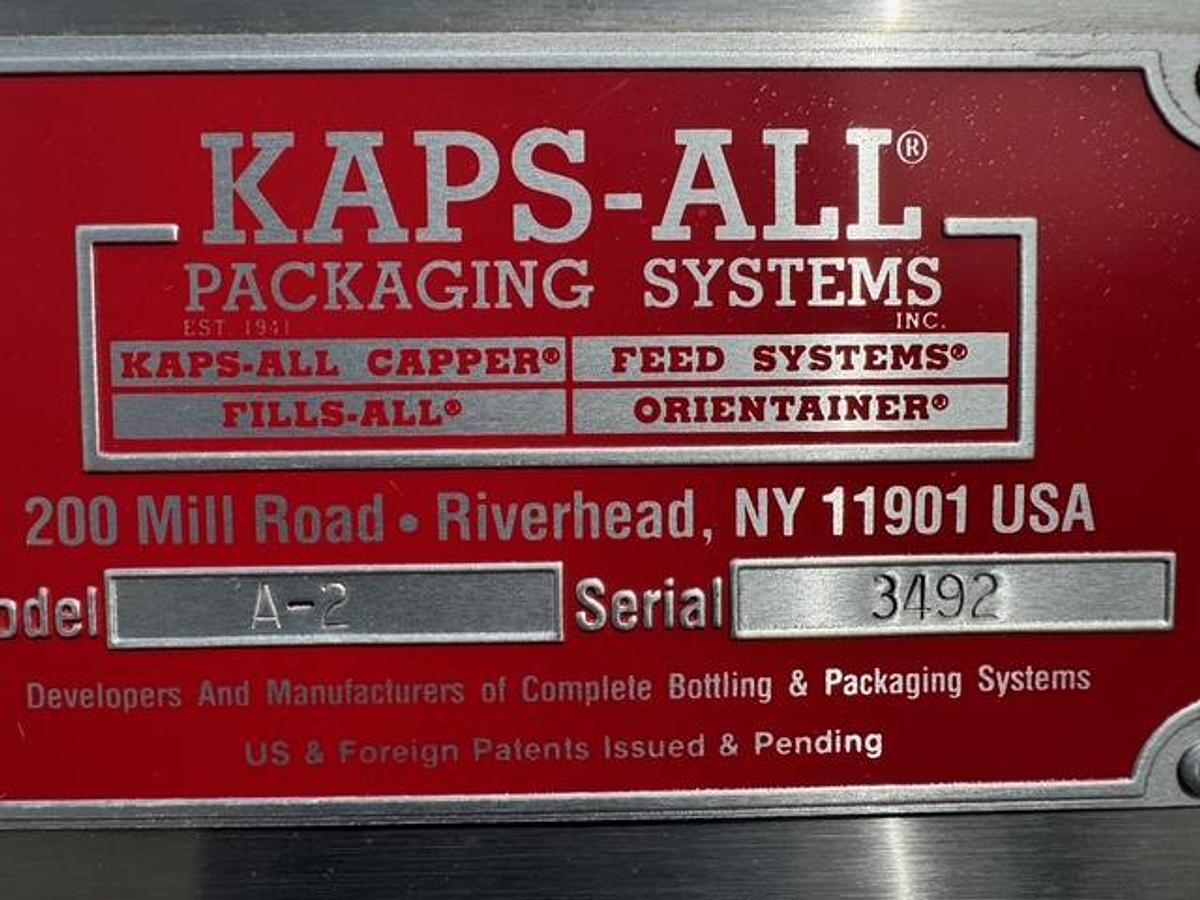 KAPS-ALL®
PACKAGING SYSTEMS
EST. 1941 INC.
KAPS-ALL CAPPER® FEED SYSTEMS®
FILLS-ALL® ORIENTAINER®
200 Mill Road • Riverhead, NY 11901 USA
odel A-2 Serial 3492
Developers And Manufacturers of Complete Bottling & Packaging Systems
US & Foreign Patents Issued & Pending